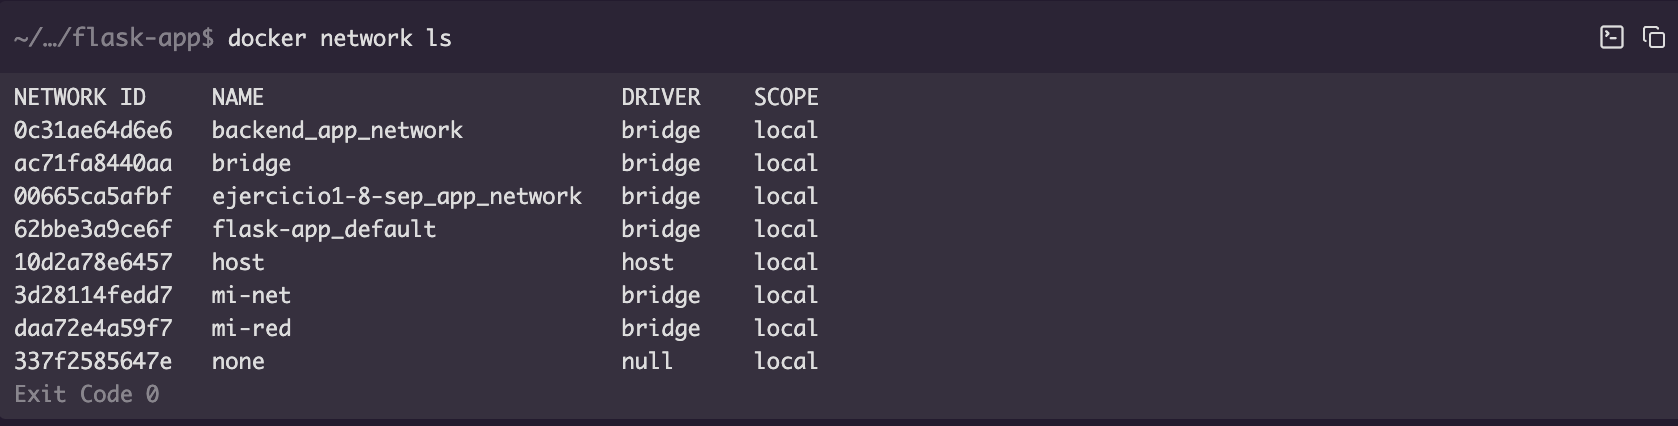 ~/…/flask-app$ docker network ls
NETWORK ID NAME DRIVER SCOPE
0c31ae64d6e6 backend_app_network bridge local
ac71fa8440aa bridge bridge local
00665ca5afbf ejercicio1-8-sep_app_network bridge local
62bbe3a9ce6f flask-app_default bridge local
10d2a78e6457 host host local
3d28114fedd7 mi-net bridge local
daa72e4a59f7 mi-red bridge local
337f2585647e none null local
Exit Code 0